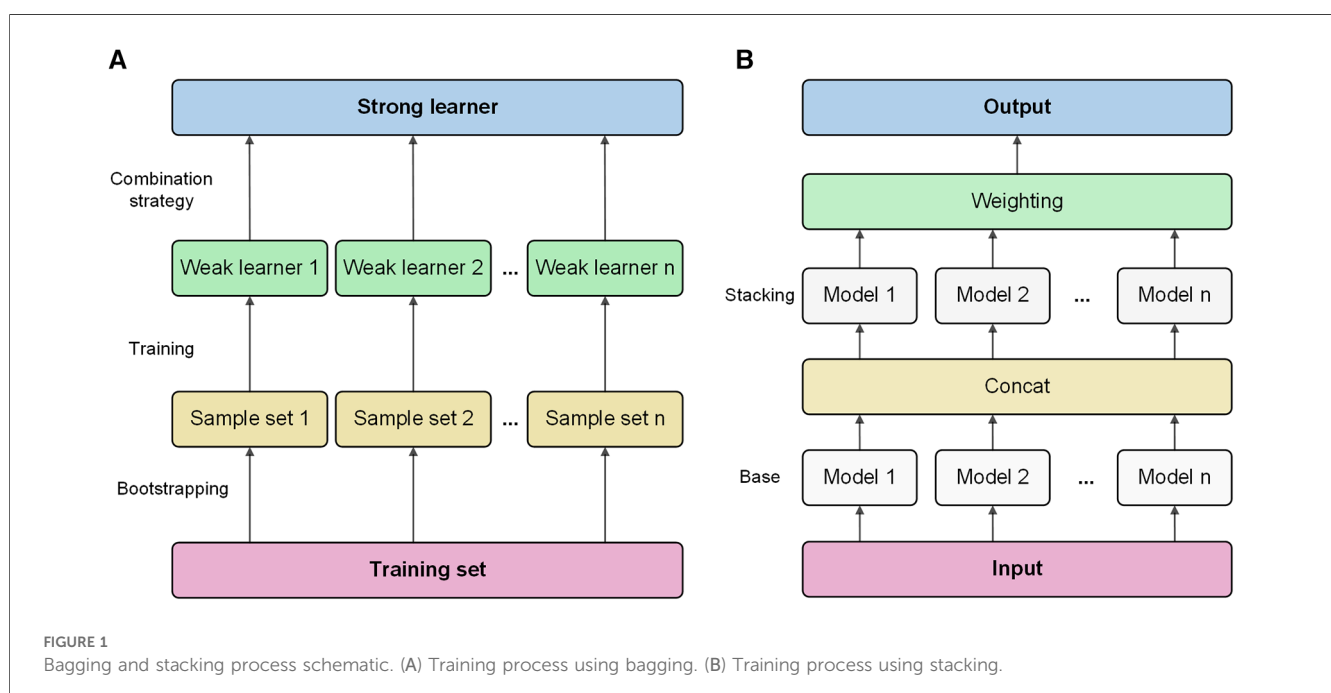 A
Strong learner
Combination
strategy
Weak learner 1
Weak learner 2
...
Weak learner n
Training
Sample set 1
Sample set 2
...
Sample set n
Bootstrapping
Training set
B
Output
Weighting
Stacking
Model 1
Model 2
...
Model n
Concat
Base
Model 1
Model 2
...
Model n
Input
FIGURE 1
Bagging and stacking process schematic. (A) Training process using bagging. (B) Training process using stacking.